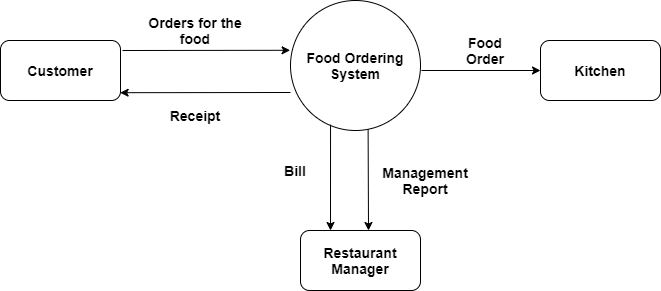 Orders for the
food
Customer
Food Ordering
System
Food
Order
Kitchen
Receipt
Bill
Management
Report
Restaurant
Manager